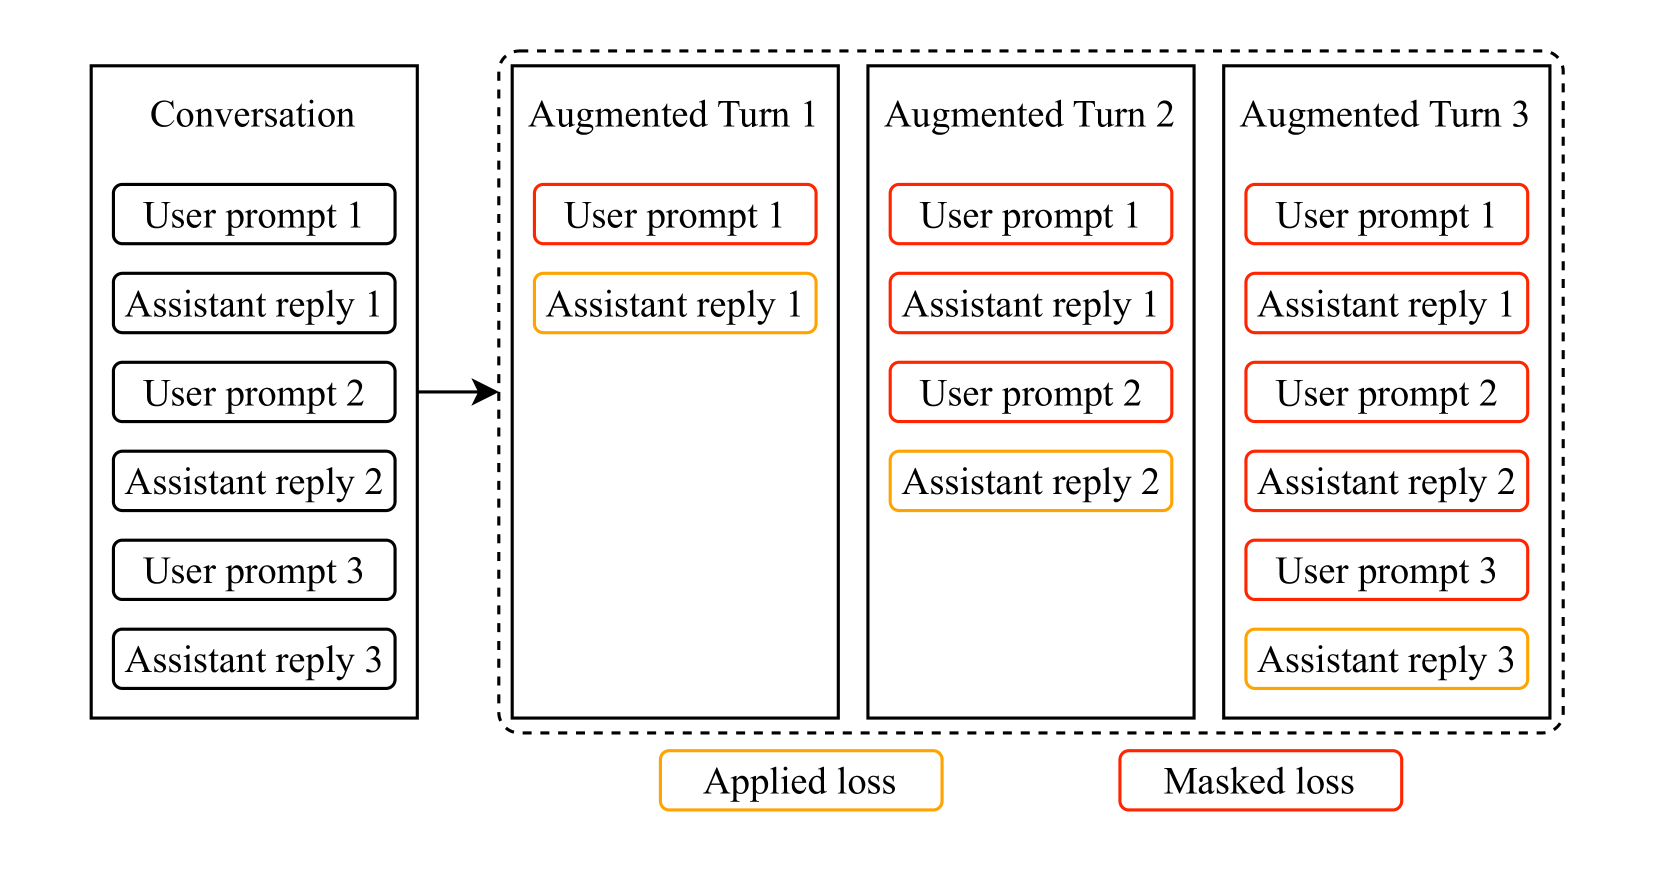 Conversation
User prompt 1
Assistant reply 1
User prompt 2
Assistant reply 2
User prompt 3
Assistant reply 3
Augmented Turn 1
User prompt 1
Assistant reply 1
Augmented Turn 2
User prompt 1
Assistant reply 1
User prompt 2
Assistant reply 2
Augmented Turn 3
User prompt 1
Assistant reply 1
User prompt 2
Assistant reply 2
User prompt 3
Assistant reply 3
Applied loss
Masked loss